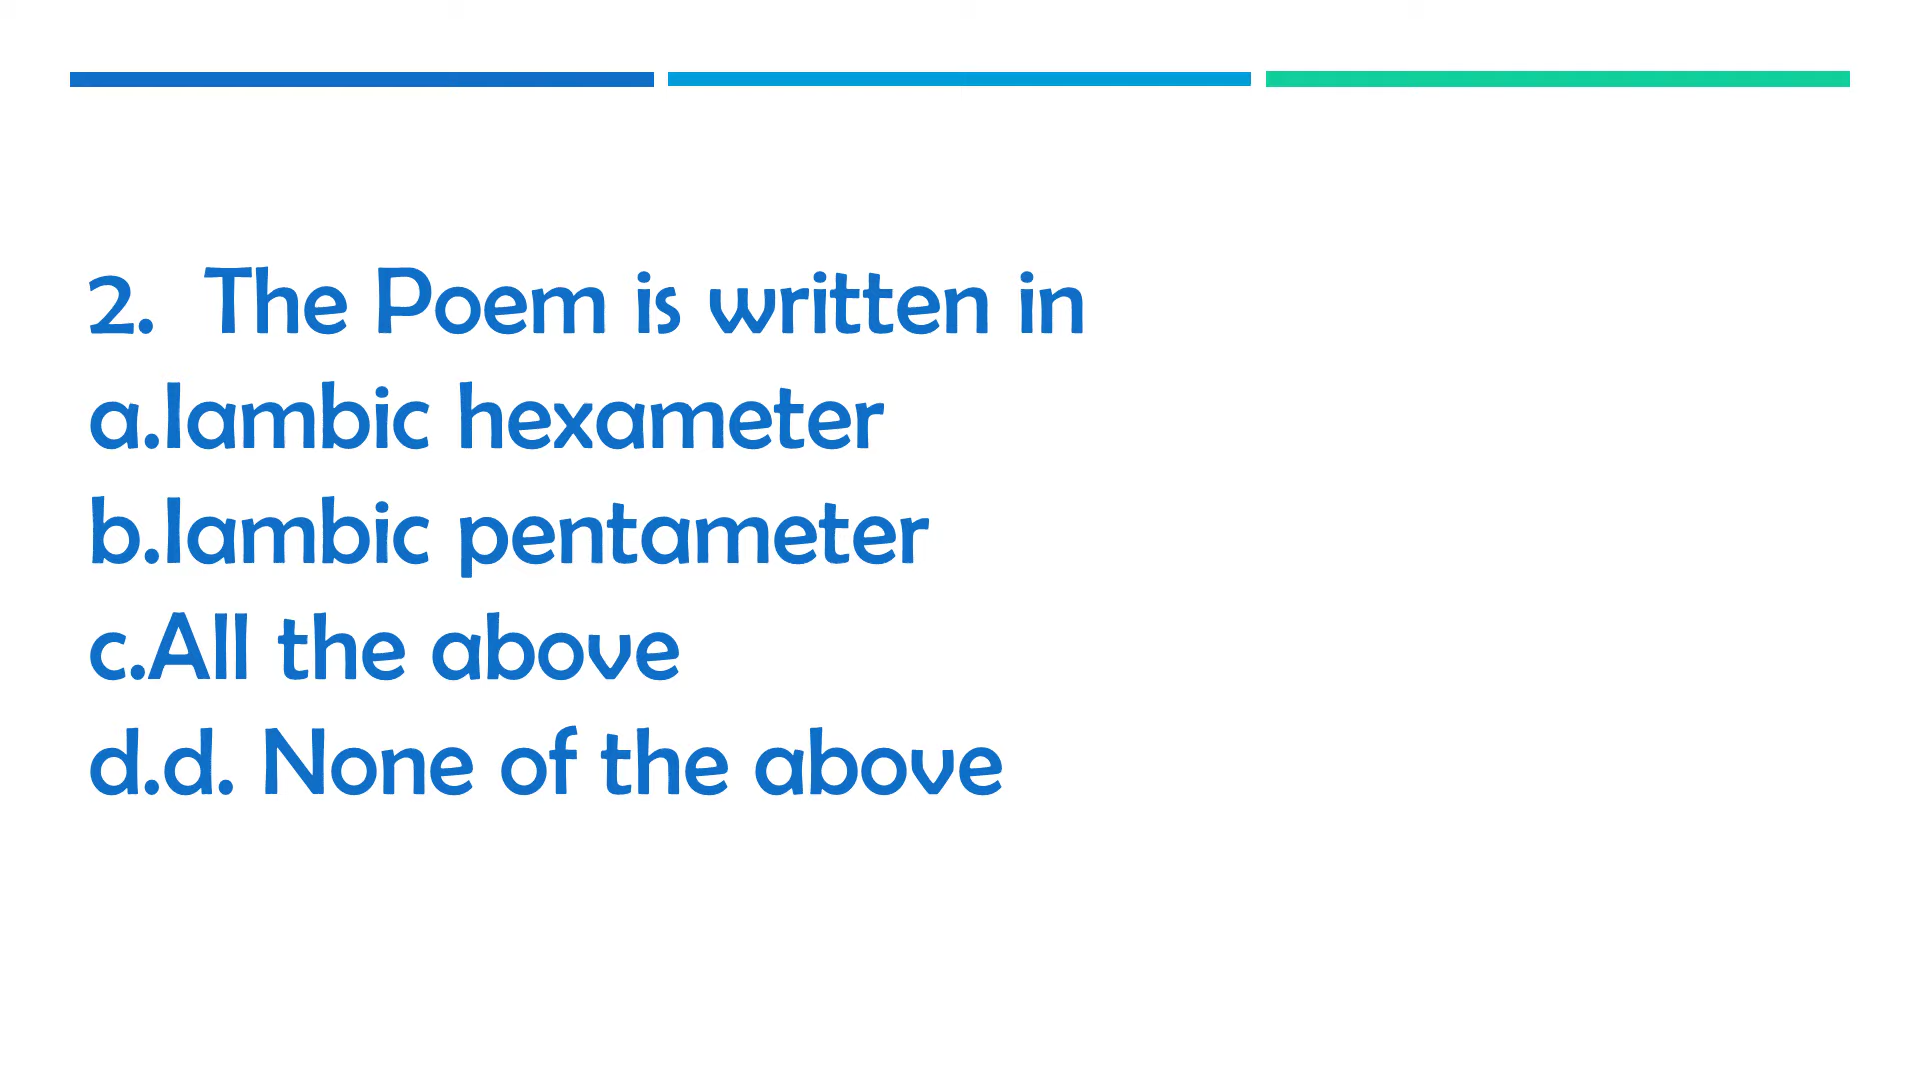 2. The Poem is written in
a.Iambic hexameter
b.Iambic pentameter
c.All the above
d.d. None of the above